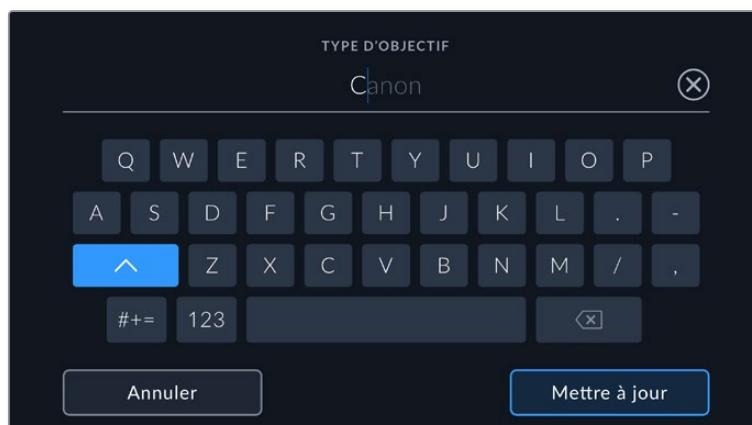 TYPE D'OBJECTIF
Canon
Q W E R T Y U I O P
A S D F G H J K L . -
Z X C V B N M / ,
#+= 123
Annuler Mettre à jour